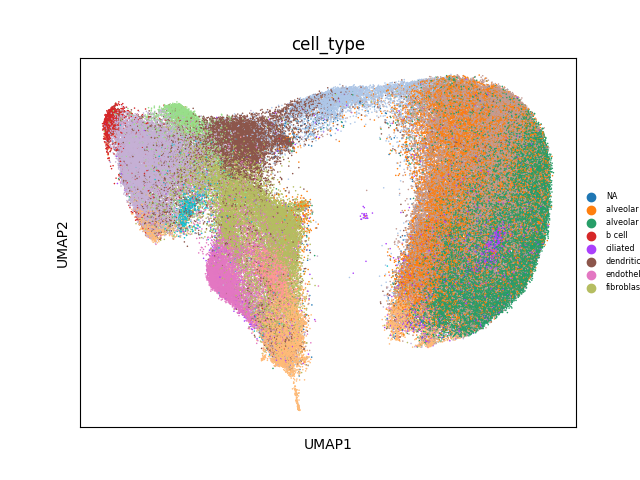 cell_type
UMAP2
NA
alveolar
alveolar
b cell
ciliated
dendritic
endothel
fibroblas
UMAP1